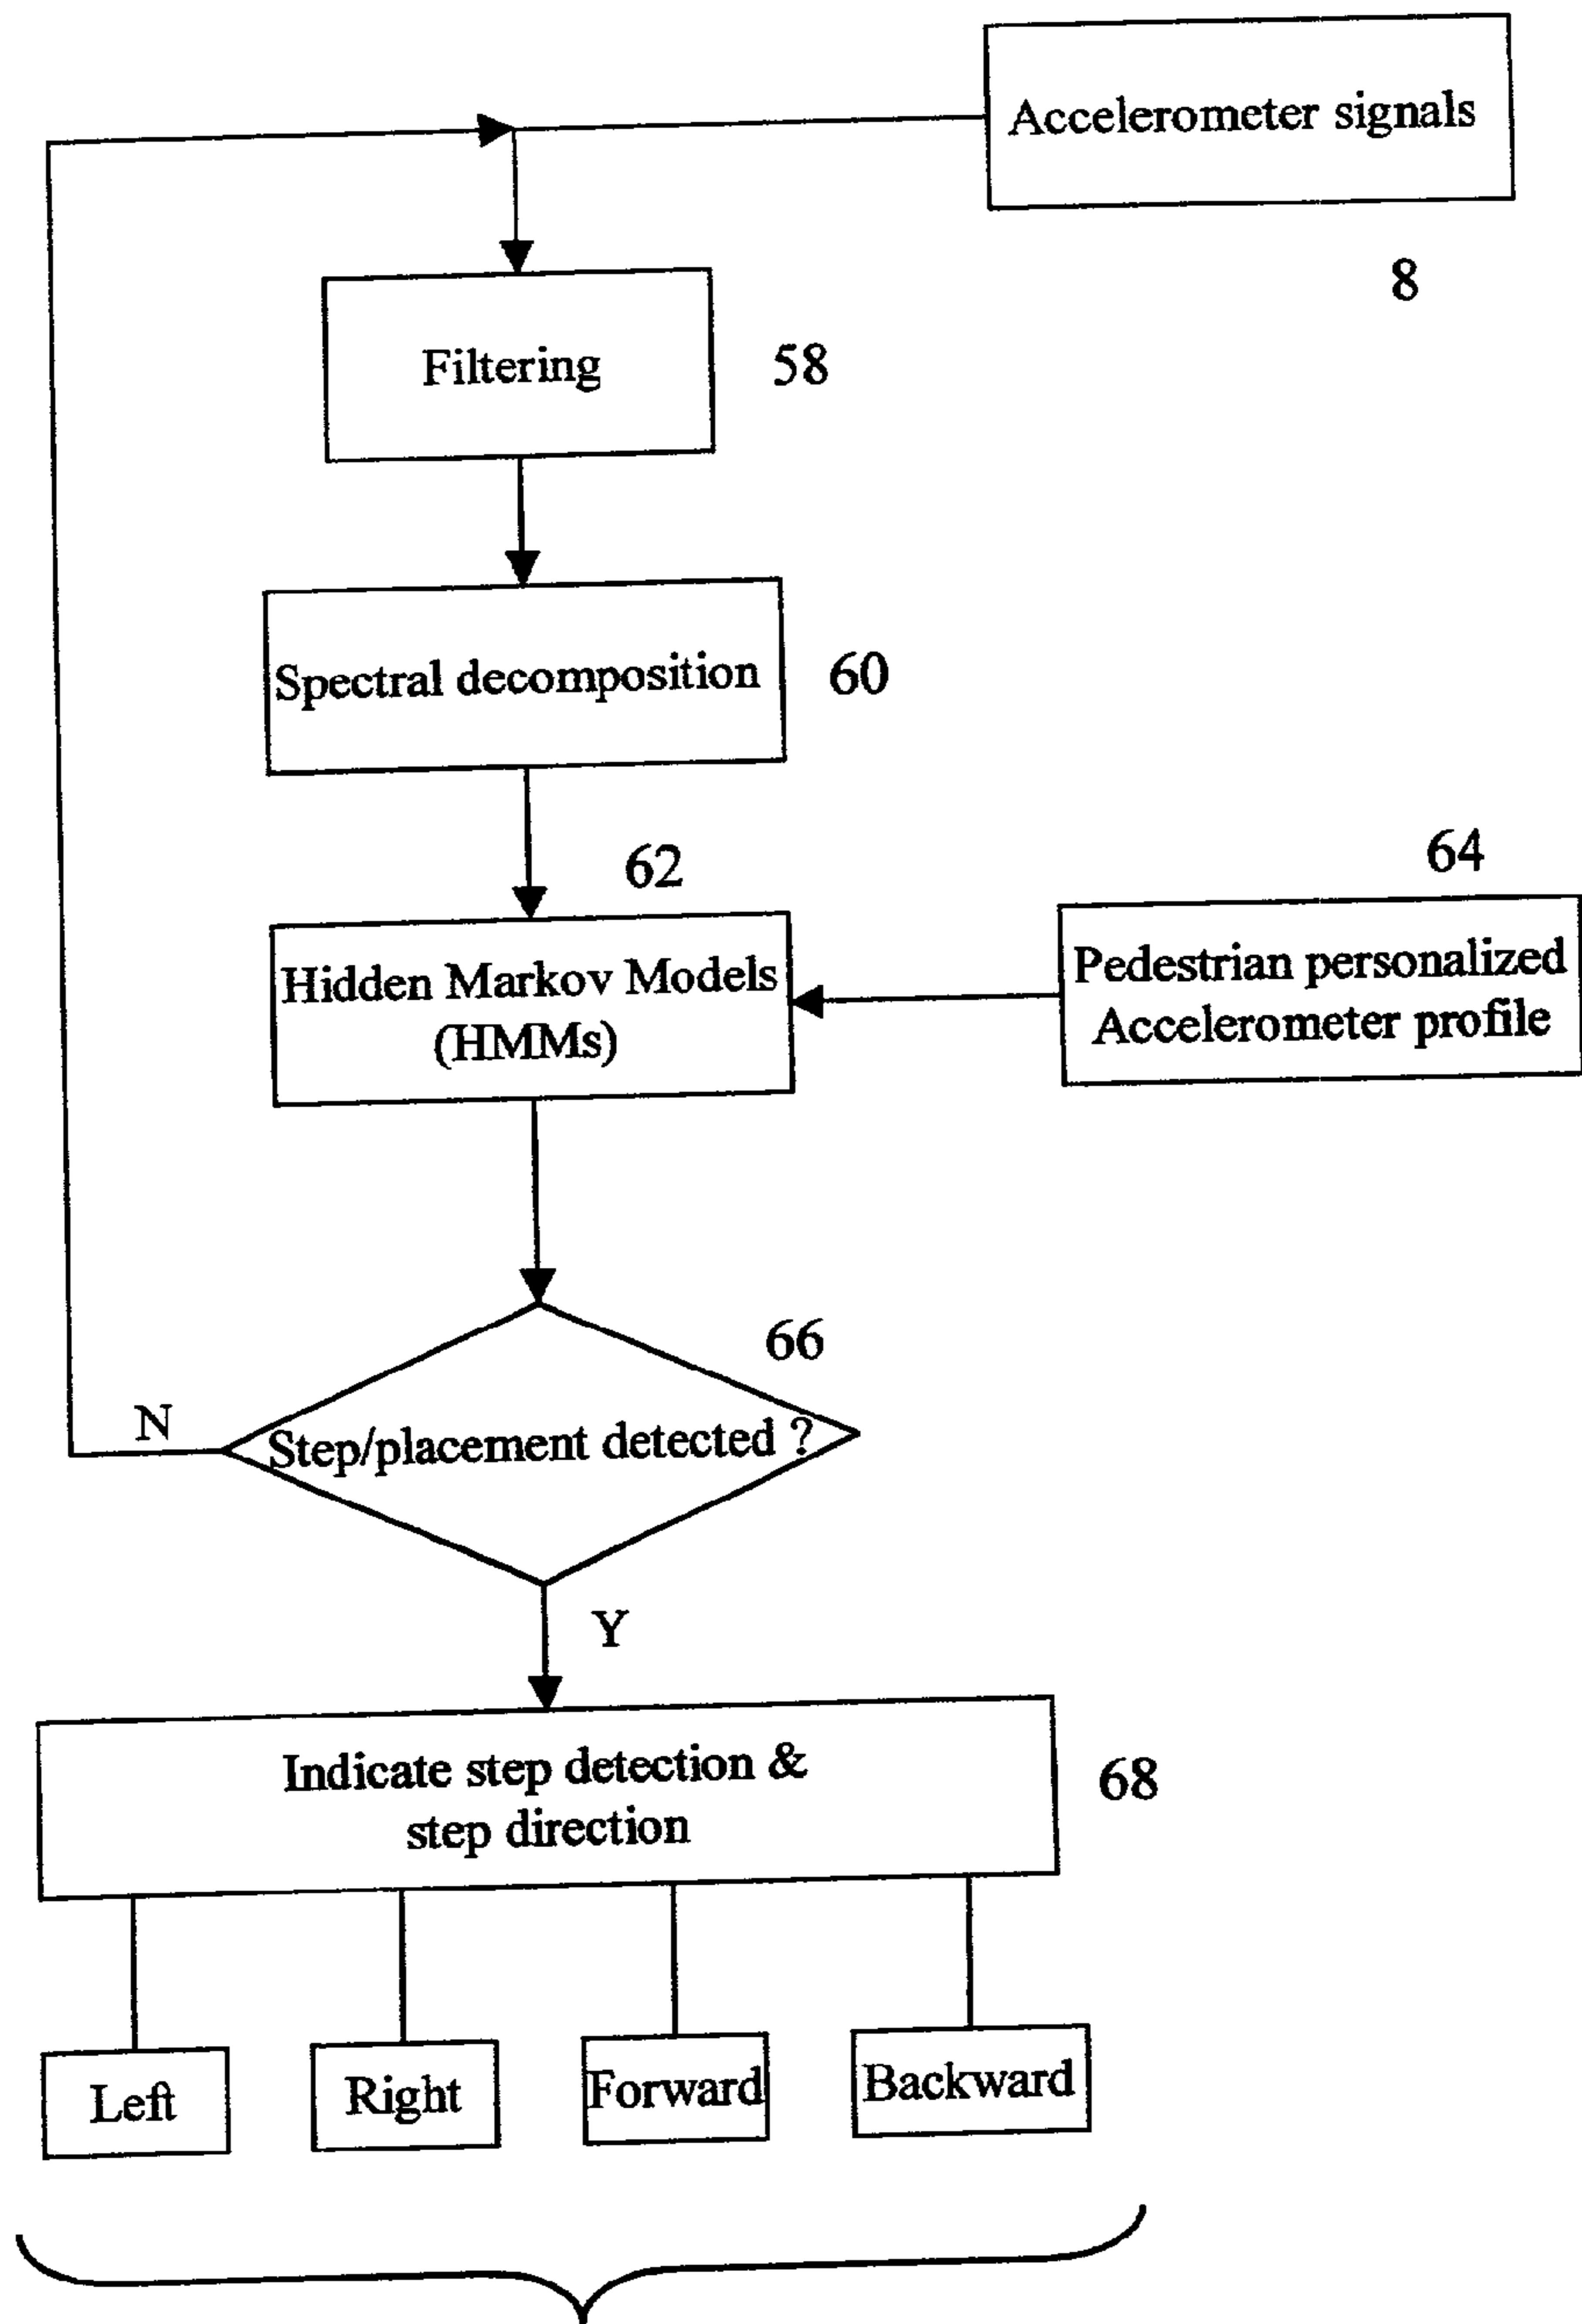 Accelerometer signals
8
Filtering
58
Spectral decomposition
60
62
Hidden Markov Models
(HMMs)
64
Pedestrian personalized
Accelerometer profile
66
Step/placement detected ?
N
Y
Indicate step detection &
step direction
68
Left
Right
Forward
Backward